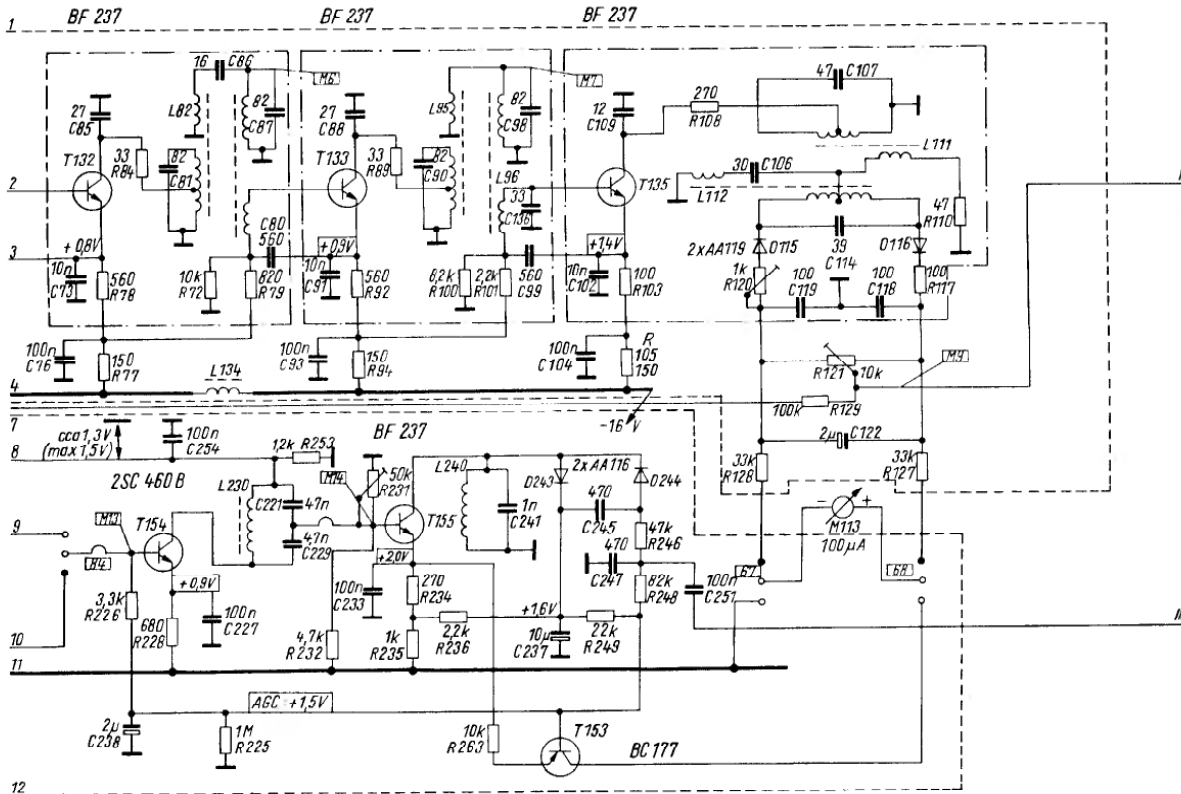 BF 237
BF 237
BF 237
1
16
C86
M6
M7
47
C107
27
C85
L82
82
C87
27
C88
L95
82
C98
12
C109
270
R108
T132
33
R84
82
C81
T133
33
R89
82
C90
L96
33
C136
T135
30
C106
L111
L112
47
R110
2
C80
560
3
+0,8V
+0,9V
+1,4V
2xAA119
D115
39
C114
D116
10n
C73
560
R78
10k
R72
820
R79
10n
C91
560
R92
8,2k
R100
2,2k
R101
560
C99
10n
C102
100
R103
1k
R120
100
C119
100
C118
100
R117
100n
C76
150
R77
100n
C93
150
R94
100n
C104
R
105
150
L134
R121
10k
M9
4
100k
R129
-16 V
7
cca 1,3V
(max 1,5V)
100n
C254
BF 237
2µ
C122
8
1,2k
R253
M14
50k
R231
L240
2xAA116
D243
D244
33k
R128
33k
R127
2SC 460 B
L230
C221
47n
T155
1n
C241
470
C245
47k
R246
-
+
M113
100µA
9
M13
T154
4,7n
C229
+2,0V
470
C247
84
+0,9V
100n
C233
270
R234
+1,6V
82k
R248
100n
C251
67
68
3,3k
R226
680
R228
100n
C227
4,7k
R232
1k
R235
2,2k
R236
10µ
C237
22k
R249
10
11
AGC = +1,5V
2µ
C238
1M
R225
10k
R263
T153
BC 177
12